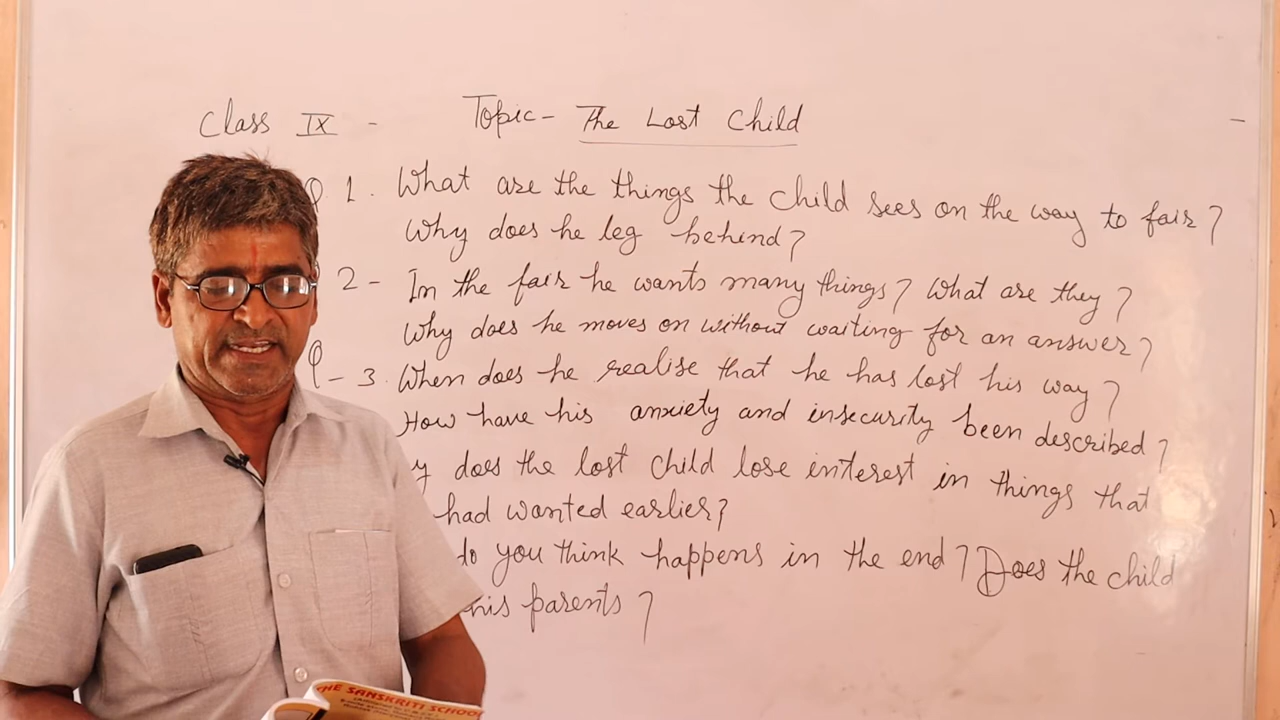 Class IX - Topic - The Lost Child -
Q 1. What are the things the child sees on the way to fair?
Why does he leg behind?
2 - In the fair he wants many things? What are they?
Why does he moves on without waiting for an answer?
Q - 3. When does he realise that he has lost his way?
How have his anxiety and insecurity been described?
y does the lost child lose interest in things that
had wanted earlier?
do you think happens in the end? Does the child
his parents?
THE SANSKRITI SCHOOL